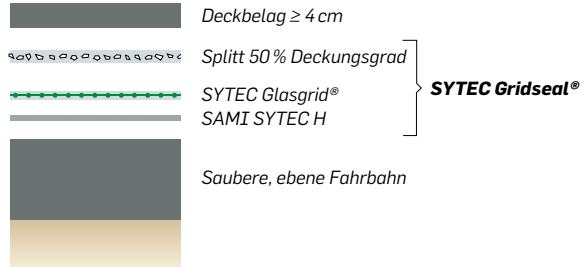 Deckbelag ≥ 4 cm
Splitt 50 % Deckungsgrad
SYTEC Glasgrid®
SYTEC Gridseal®
SAMI SYTEC H
Saubere, ebene Fahrbahn